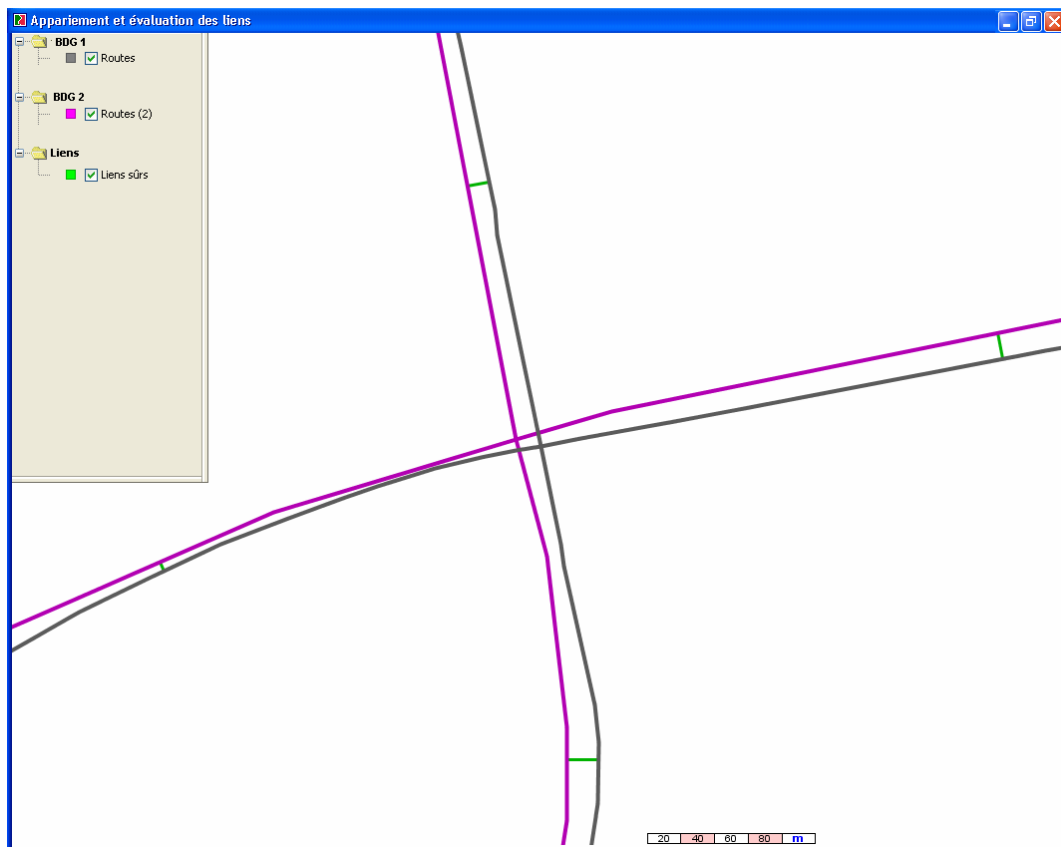 Appariement et évaluation des liens
BDG 1
Routes
BDG 2
Routes (2)
Liens
Liens sûrs
20 40 60 80 m